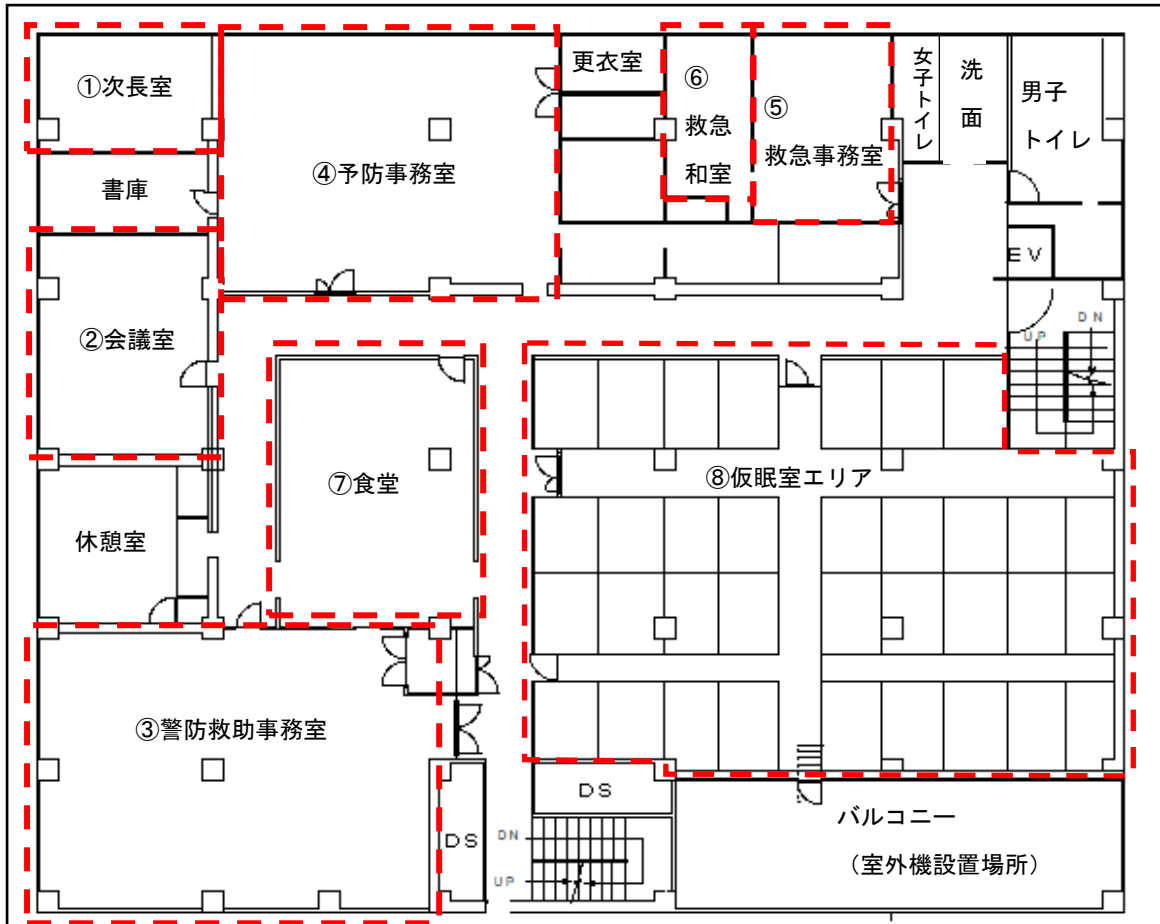 ①次長室
書庫
②会議室
休憩室
③警防救助事務室
④予防事務室
更衣室
⑥
救急
和室
⑤
救急事務室
女子トイレ
洗
面
男子
トイレ
EV
DN
UP
⑦食堂
⑧仮眠室エリア
DS
DS
DN
UP
バルコニー
（室外機設置場所）